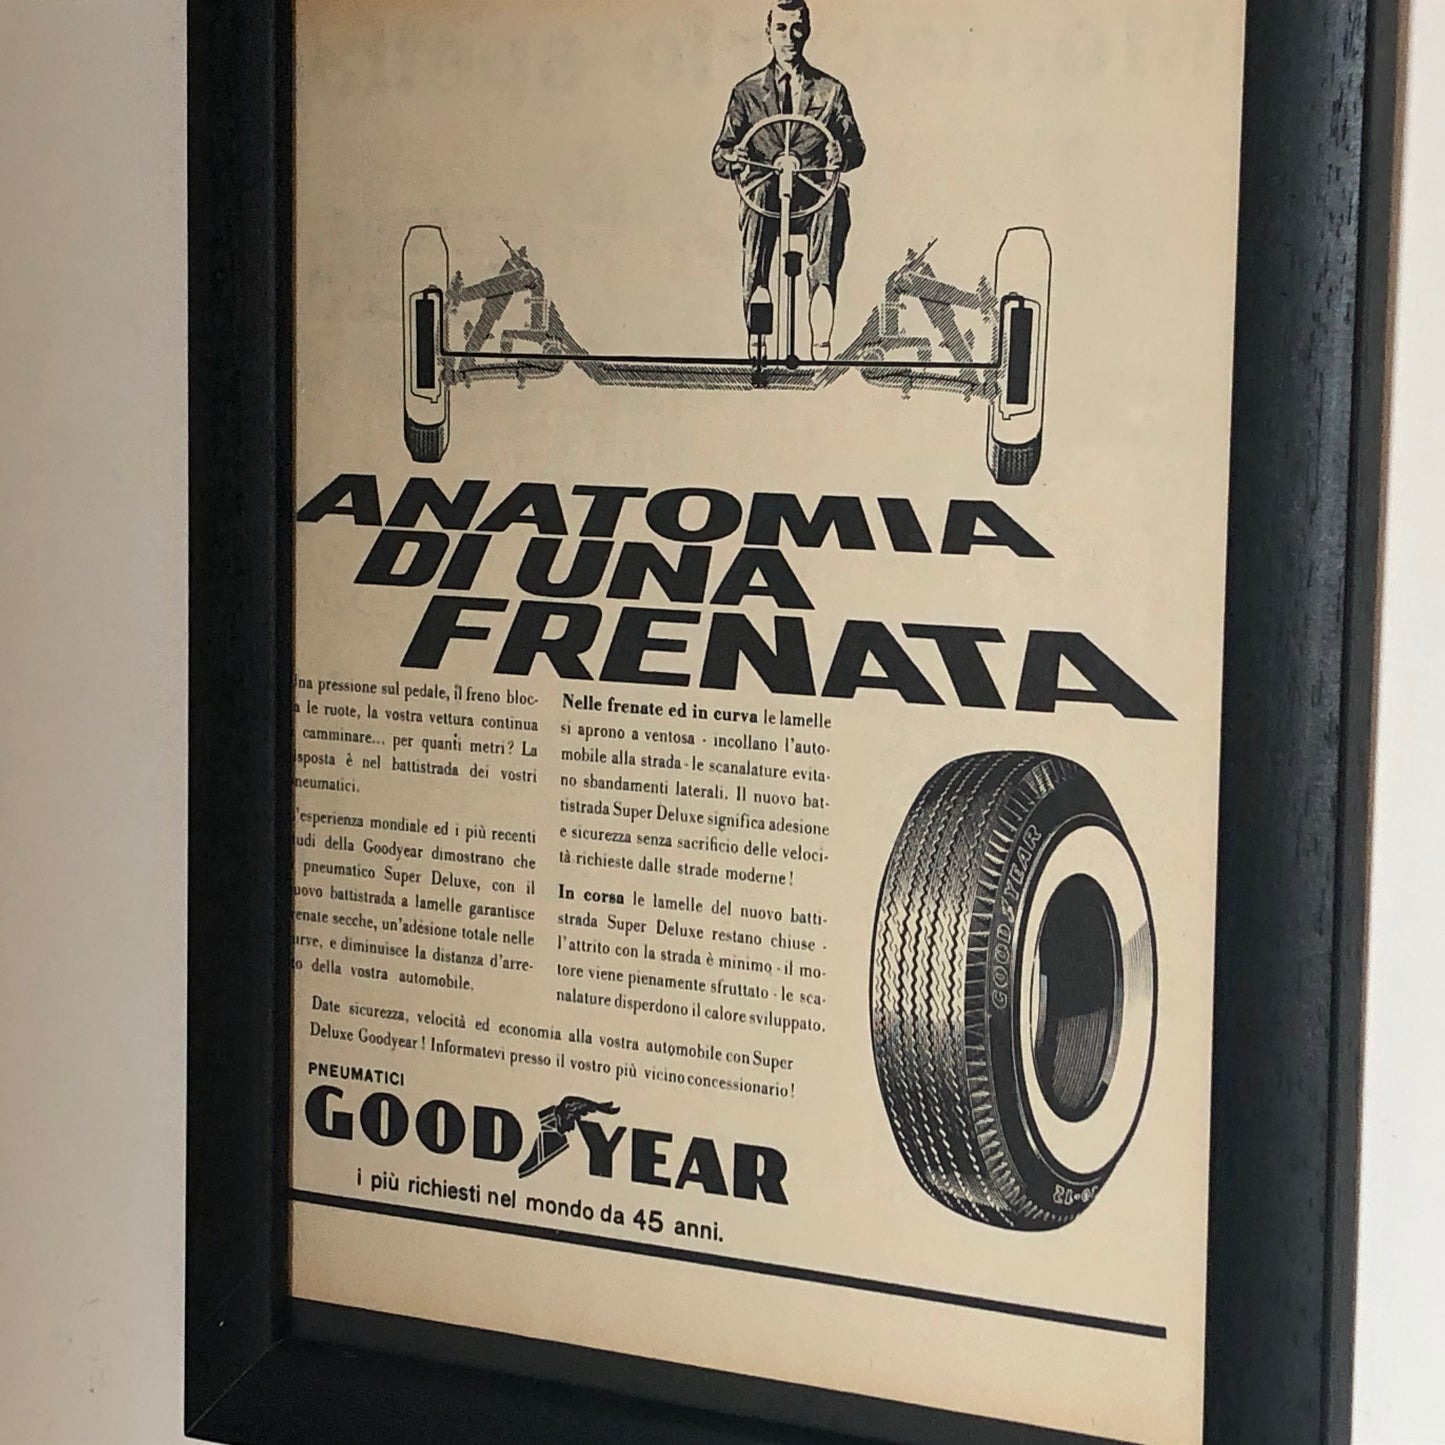 ANATOMIA
DI UNA
FRENATA
pressione sul pedale, il freno bloc-
le ruote, la vostra vettura continua
camminare... per quanti metri? La
è nel battistrada dei vostri
esperienza mondiale ed i più recenti
della Goodyear dimostrano che
pneumatico Super Deluxe, con il
battistrada a lamelle garantisce
secche, un'adesione totale nelle
e diminuisce la distanza d'arre-
della vostra automobile.
Nelle frenate ed in curva le lamelle
si aprono a ventosa - incollano l'auto-
mobile alla strada - le scanalature evita-
no sbandamenti laterali. Il nuovo bat-
tistrada Super Deluxe significa adesione
e sicurezza senza sacrificio delle veloci-
tà richieste dalle strade moderne!
In corsa le lamelle del nuovo batti-
strada Super Deluxe restano chiuse -
l'attrito con la strada è minimo - il mo-
tore viene pienamente sfruttato - le sca-
nalature disperdono il calore sviluppato.
Date sicurezza, velocità ed economia alla vostra automobile con Super
Deluxe Goodyear! Informatevi presso il vostro più vicino concessionario!
PNEUMATICI
GOODYEAR
i più richiesti nel mondo da 45 anni.
GOODYEAR